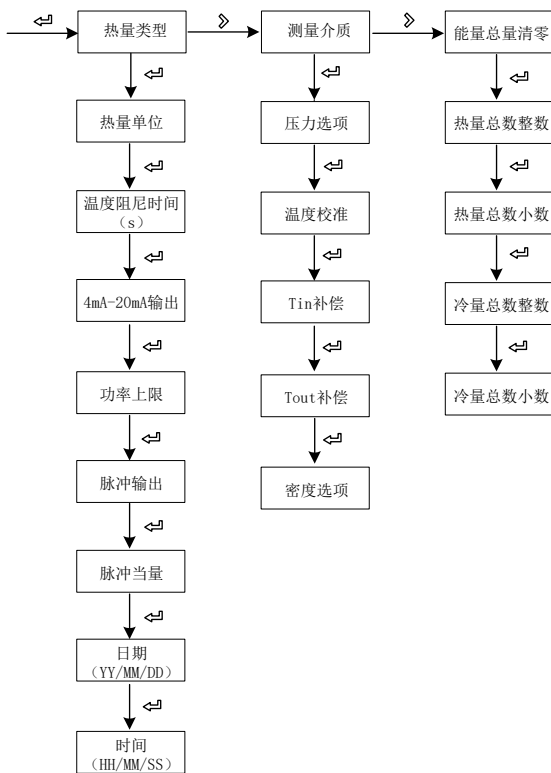 热量类型
热量单位
温度阻尼时间
（s）
4mA-20mA输出
功率上限
脉冲输出
脉冲当量
日期
（YY/MM/DD）
时间
（HH/MM/SS）
测量介质
压力选项
温度校准
Tin补偿
Tout补偿
密度选项
能量总量清零
热量总数整数
热量总数小数
冷量总数整数
冷量总数小数